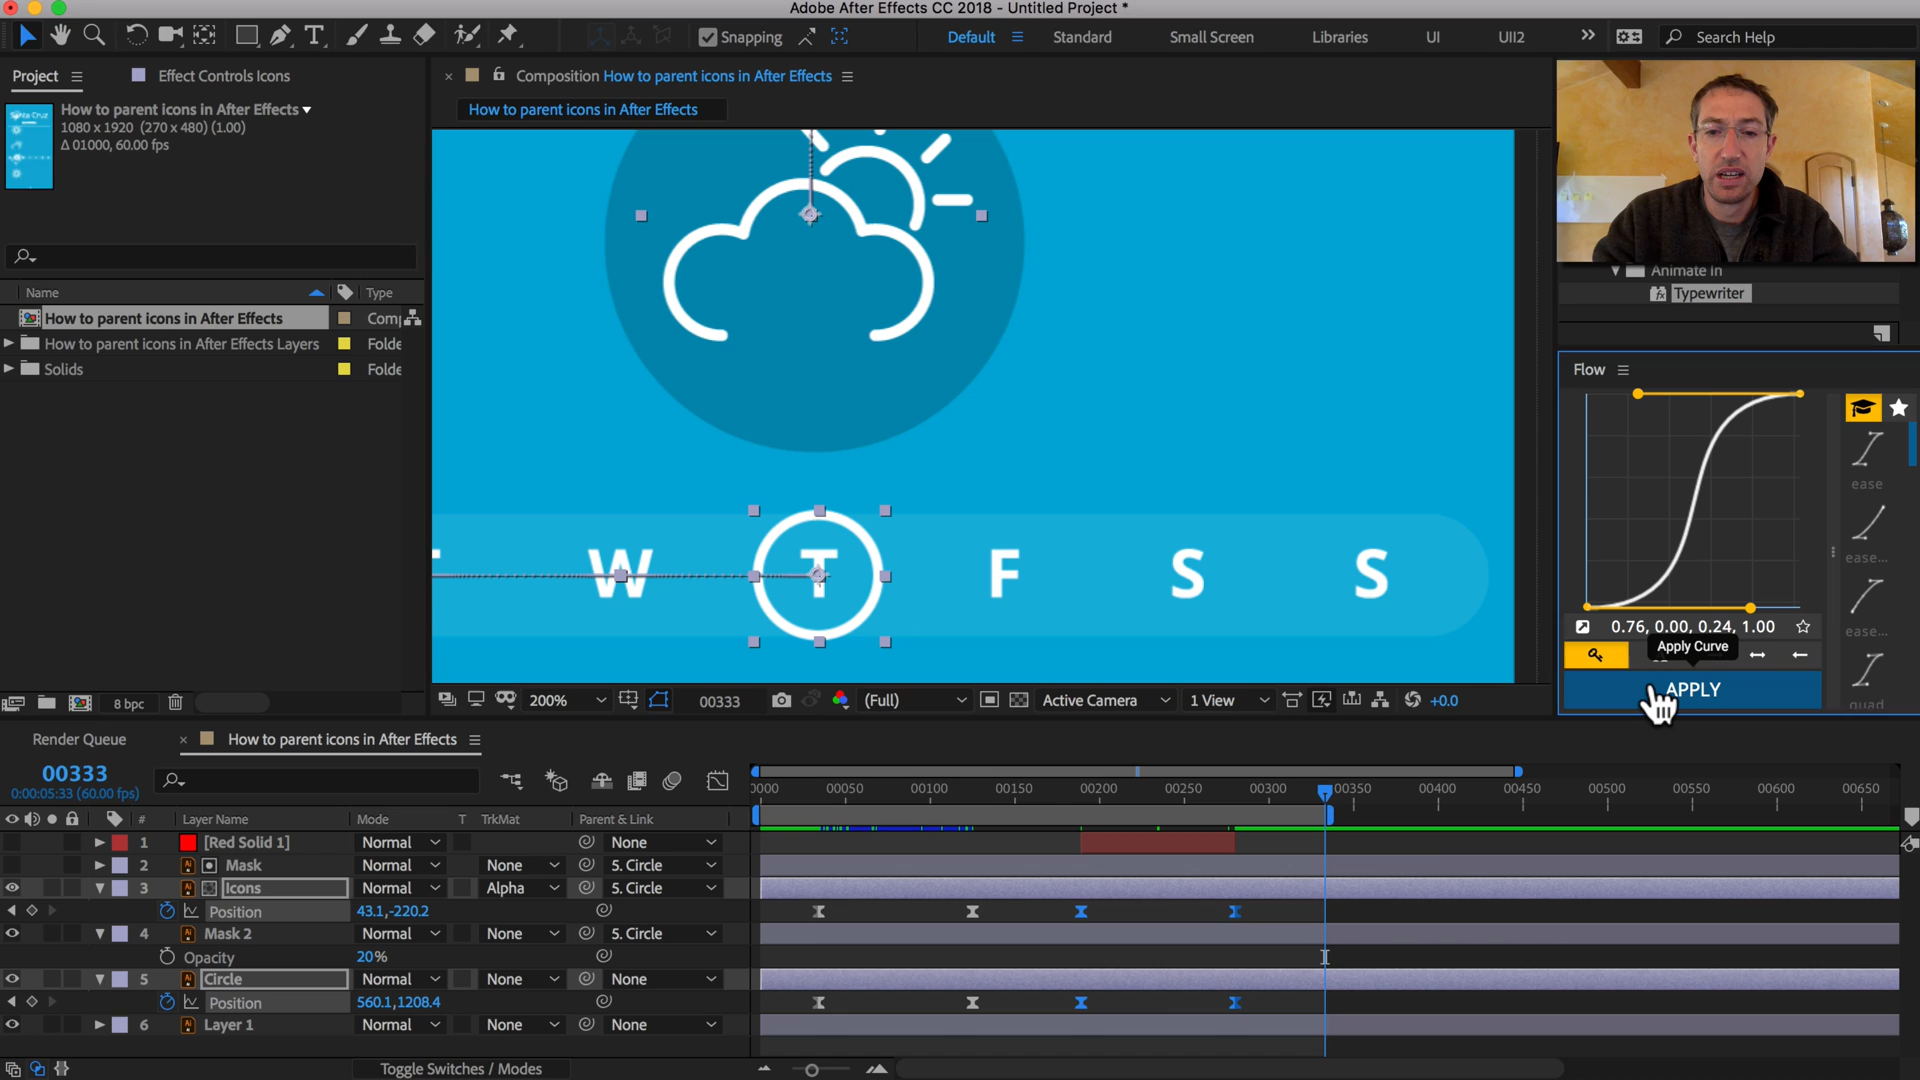 Adobe After Effects CC 2018 - Untitled Project *
Snapping
Default
Standard
Small Screen
Libraries
UI
UII2
Search Help
Project
Effect Controls Icons
Composition How to parent icons in After Effects
How to parent icons in After Effects
How to parent icons in After Effects
1080 x 1920 (270 x 480) (1.00)
Δ 01000, 60.00 fps
Santa Cruz
Name
Type
How to parent icons in After Effects
Comp
How to parent icons in After Effects Layers
Folde
Solids
Folde
W T F S S
Animate In
Typewriter
Flow
ease
ease...
ease...
quad
0.76, 0.00, 0.24, 1.00
Apply Curve
APPLY
8 bpc
200%
00333
(Full)
Active Camera
1 View
+0.0
Render Queue
How to parent icons in After Effects
00333
0:00:05:33 (60.00 fps)
0000 00050 00100 00150 00200 00250 00300 00350 00400 00450 00500 00550 00600 00650
# Layer Name Mode T TrkMat Parent & Link
1 [Red Solid 1] Normal None
2 Mask Normal None 5. Circle
3 Icons Normal Alpha 5. Circle
Position 43.1,-220.2
4 Mask 2 Normal None 5. Circle
Opacity 20%
5 Circle Normal None None
Position 560.1,1208.4
6 Layer 1 Normal None None
Toggle Switches / Modes